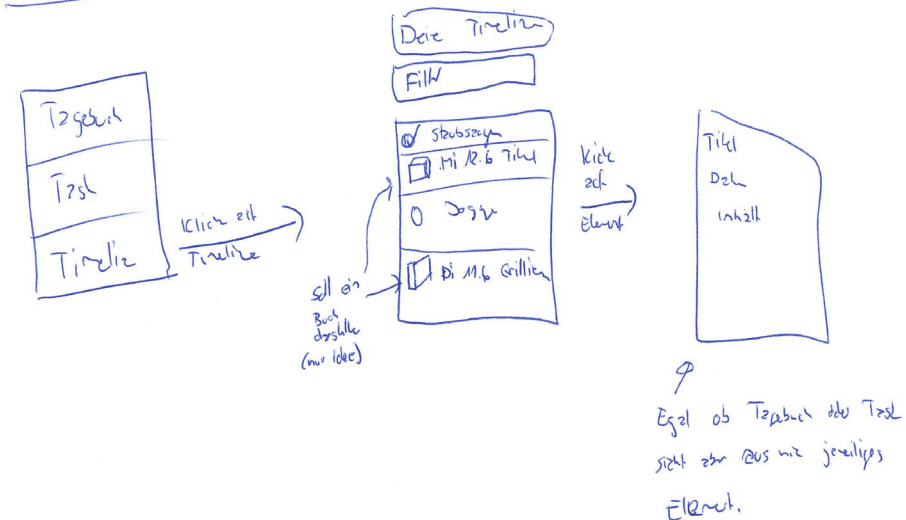 Tagebuch
Task
Timeline
Klick auf
Timeline
Deine Timeline
Filter
Staubsaugen
Mi 12.6 Titel
Joggen
Di 11.6 Grillen
soll ein
Buch
darstellen
(nur Idee)
Klick
auf
Element
Titel
Datum
Inhalt
Egal ob Tagebuch oder Task
sieht aber aus wie jeweiliges
Element.